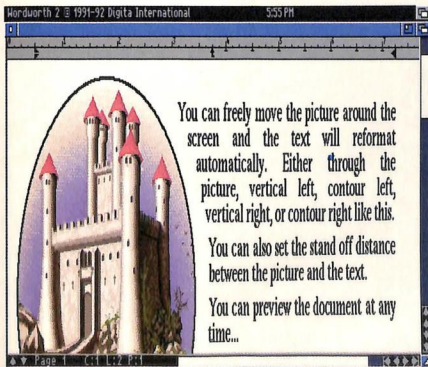 Wordworth 2 © 1991-92 Digita International 5:55 PM
You can freely move the picture around the
screen and the text will reformat
automatically. Either through the
picture, vertical left, contour left,
vertical right, or contour right like this.
You can also set the stand off distance
between the picture and the text.
You can preview the document at any
time...
Page 1 C:1 L:2 P:1